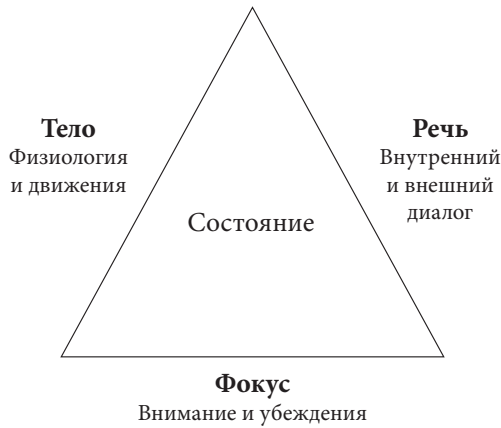 Тело
Физиология
и движения
Речь
Внутренний
и внешний
диалог
Состояние
Фокус
Внимание и убеждения